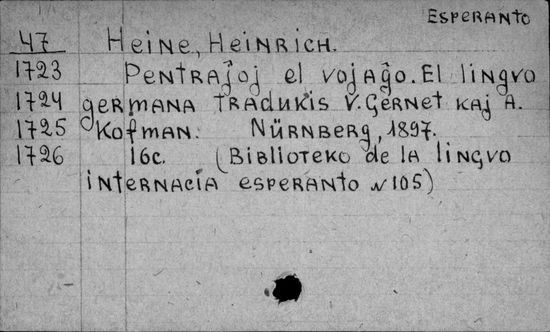 Esperanto
47 Heine, Heinrich.
1723 Pentraĵoj el vojaĝo. El lingvo
1724 germana tradukis V. Gernet kaj A.
1725 Kofman. Nürnberg, 1897.
1726 16c. (Biblioteko de la lingvo
internacia esperanto N 105)